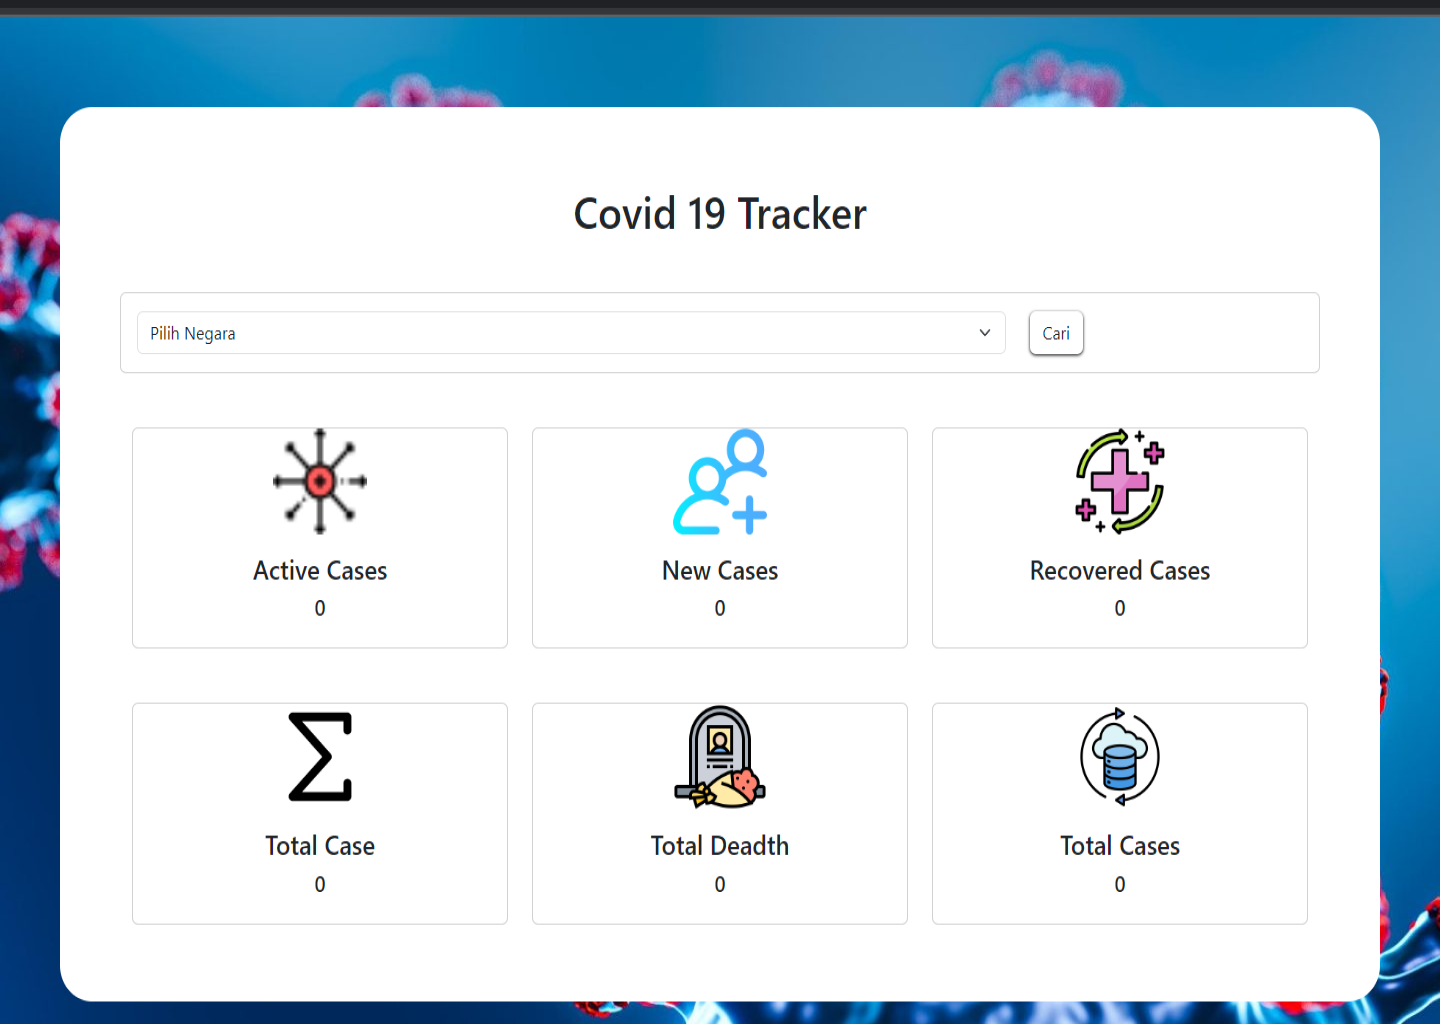 Covid 19 Tracker
Pilih Negara
Cari
Active Cases
0
New Cases
0
Recovered Cases
0
Total Case
0
Total Deadth
0
Total Cases
0